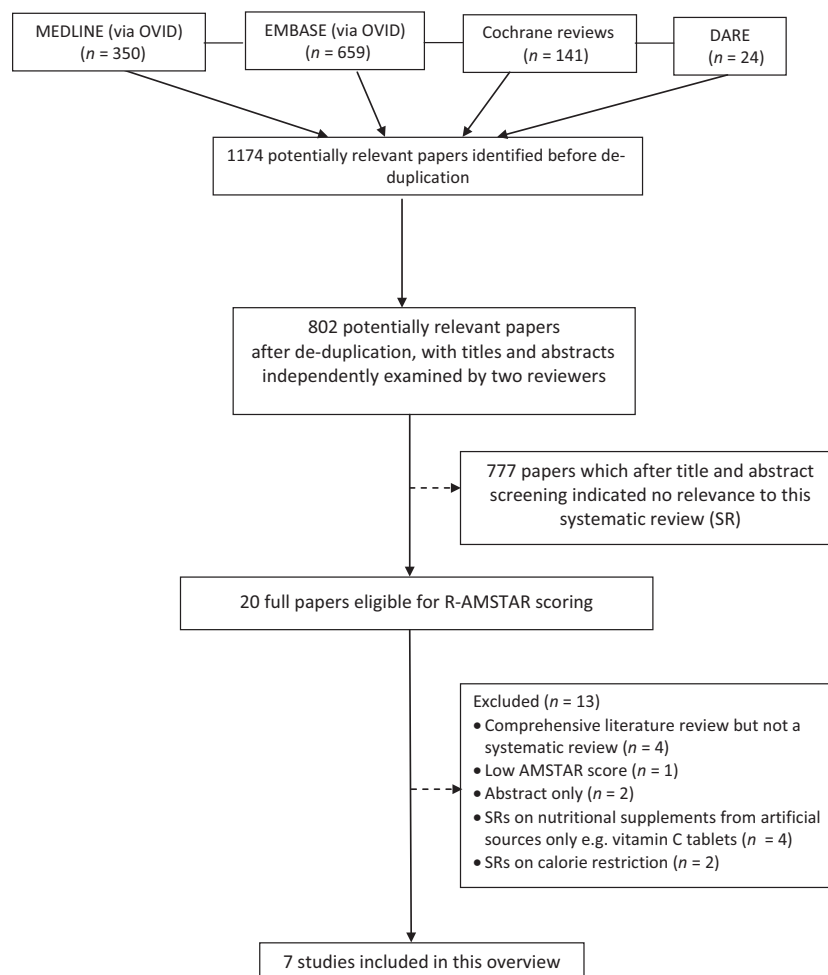 MEDLINE (via OVID)
(n = 350)
EMBASE (via OVID)
(n = 659)
Cochrane reviews
(n = 141)
DARE
(n = 24)
1174 potentially relevant papers identified before de-
duplication
802 potentially relevant papers
after de-duplication, with titles and abstracts
independently examined by two reviewers
777 papers which after title and abstract
screening indicated no relevance to this
systematic review (SR)
20 full papers eligible for R-AMSTAR scoring
Excluded (n = 13)
• Comprehensive literature review but not a
systematic review (n = 4)
• Low AMSTAR score (n = 1)
• Abstract only (n = 2)
• SRs on nutritional supplements from artificial
sources only e.g. vitamin C tablets (n = 4)
• SRs on calorie restriction (n = 2)
7 studies included in this overview